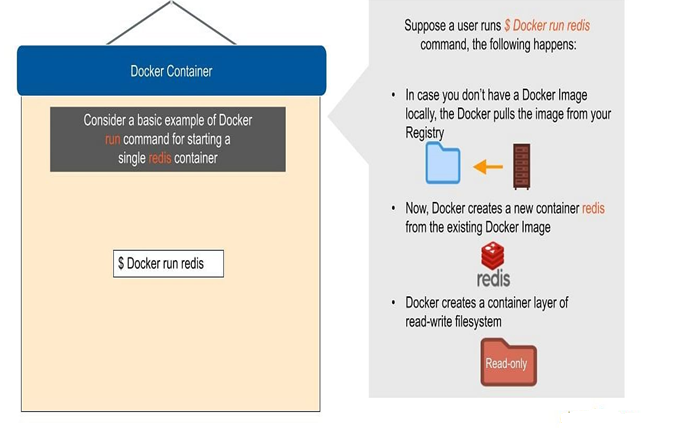 Docker Container
Consider a basic example of Docker
run command for starting a
single redis container
$ Docker run redis
Suppose a user runs $ Docker run redis
command, the following happens:
• In case you don’t have a Docker Image
locally, the Docker pulls the image from your
Registry
• Now, Docker creates a new container redis
from the existing Docker Image
redis
• Docker creates a container layer of
read-write filesystem
Read-only